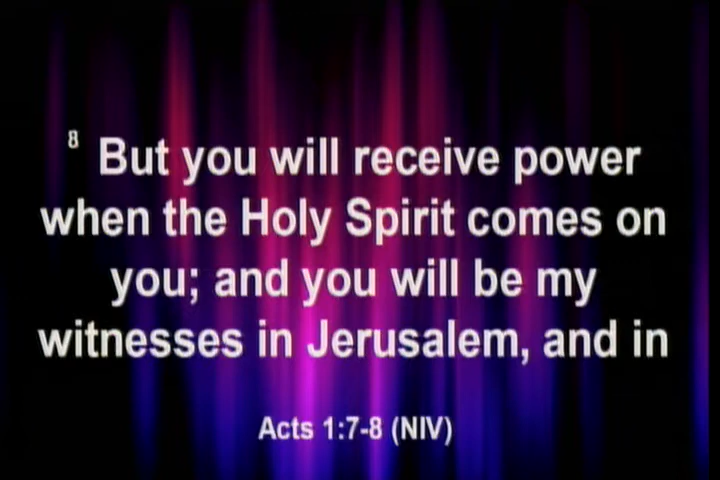 8 But you will receive power
when the Holy Spirit comes on
you; and you will be my
witnesses in Jerusalem, and in
Acts 1:7-8 (NIV)